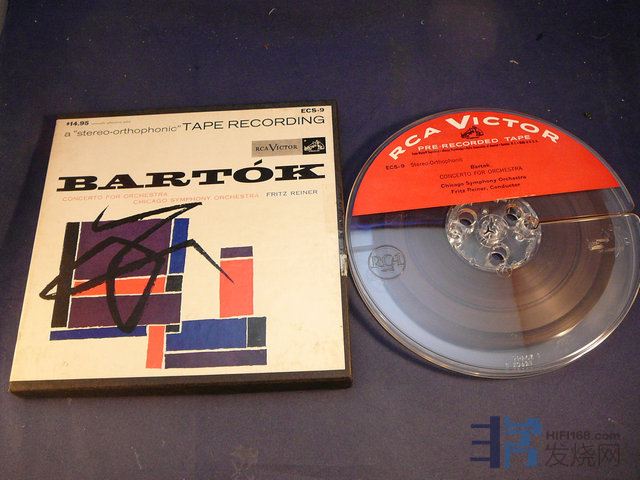 $14.95
ECS-9
a "stereo-orthophonic" TAPE RECORDING
RCA VICTOR
BARTÓK
CONCERTO FOR ORCHESTRA
CHICAGO SYMPHONY ORCHESTRA FRITZ REINER
RCA VICTOR
PRE-RECORDED TAPE
ECS-9 Stereo-Orthophonic
Bartok
CONCERTO FOR ORCHESTRA
Chicago Symphony Orchestra
Fritz Reiner, Conductor
RCA
HIFI168.com
发烧网